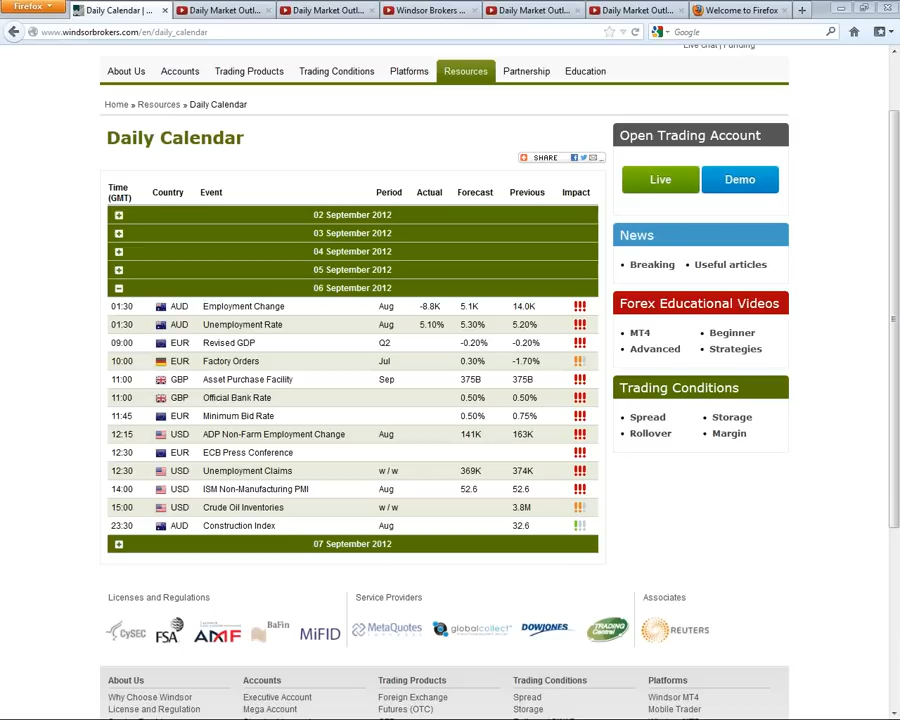 Firefox
Daily Calendar | ...
Daily Market Outl...
Daily Market Outl...
Windsor Brokers ...
Daily Market Outl...
Daily Market Outl...
Welcome to Firefox
www.windsorbrokers.com/en/daily_calendar
Google
Live chat | Funding
About Us Accounts Trading Products Trading Conditions Platforms Resources Partnership Education
Home » Resources » Daily Calendar
Daily Calendar
SHARE
Time (GMT) Country Event Period Actual Forecast Previous Impact
02 September 2012
03 September 2012
04 September 2012
05 September 2012
06 September 2012
01:30 AUD Employment Change Aug -8.8K 5.1K 14.0K
01:30 AUD Unemployment Rate Aug 5.10% 5.30% 5.20%
09:00 EUR Revised GDP Q2 -0.20% -0.20%
10:00 EUR Factory Orders Jul 0.30% -1.70%
11:00 GBP Asset Purchase Facility Sep 375B 375B
11:00 GBP Official Bank Rate 0.50% 0.50%
11:45 EUR Minimum Bid Rate 0.50% 0.75%
12:15 USD ADP Non-Farm Employment Change Aug 141K 163K
12:30 EUR ECB Press Conference
12:30 USD Unemployment Claims w / w 369K 374K
14:00 USD ISM Non-Manufacturing PMI Aug 52.6 52.6
15:00 USD Crude Oil Inventories w / w 3.8M
23:30 AUD Construction Index Aug 32.6
07 September 2012
Open Trading Account
Live Demo
News
• Breaking • Useful articles
Forex Educational Videos
• MT4 • Beginner
• Advanced • Strategies
Trading Conditions
• Spread • Storage
• Rollover • Margin
Licenses and Regulations Service Providers Associates
CySEC FSA AMF BaFin MiFID MetaQuotes globalcollect DOWJONES TRADING Central REUTERS
About Us Accounts Trading Products Trading Conditions Platforms
Why Choose Windsor Executive Account Foreign Exchange Spread Windsor MT4
License and Regulation Mega Account Futures (OTC) Storage Mobile Trader